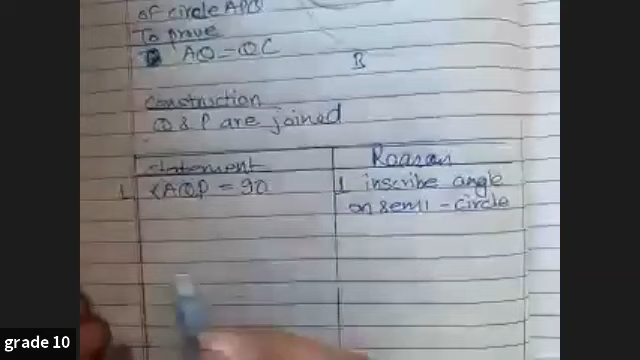 of circle APQ
To prove
AQ = QC
B
Construction
Q & P are joined
Statement
Reason
1. <AQP = 90
1 inscribe angle
on semi-circle
grade 10